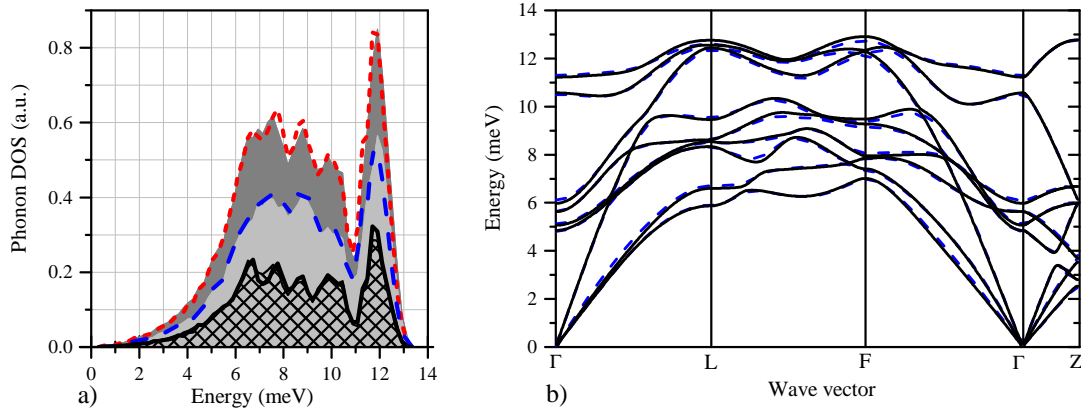 Phonon DOS (a.u.)
0.8
0.6
0.4
0.2
0.0
0 2 4 6 8 10 12 14
Energy (meV)
a)
Energy (meV)
14
12
10
8
6
4
2
0
Γ L F Γ Z
Wave vector
b)